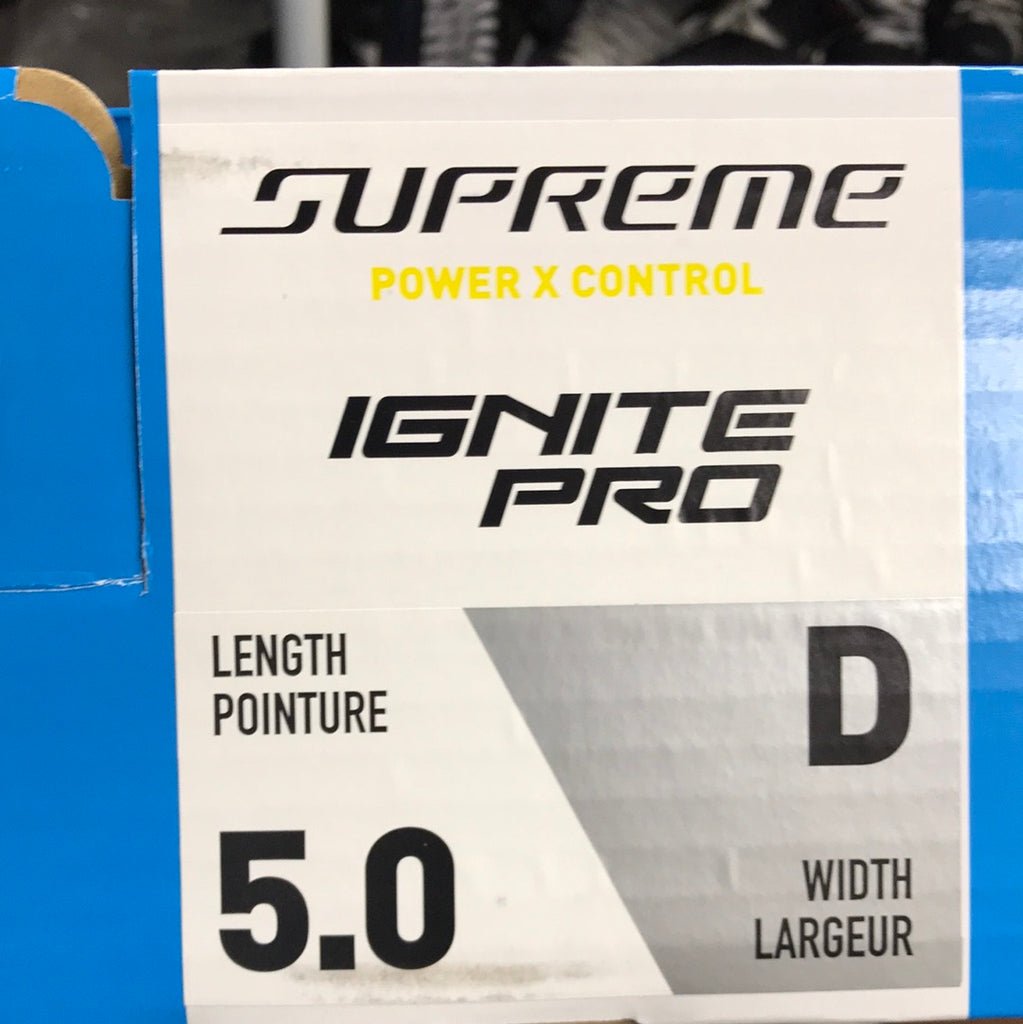 SUPREME
POWER X CONTROL
IGNITE
PRO
LENGTH
POINTURE
5.0
D
WIDTH
LARGEUR